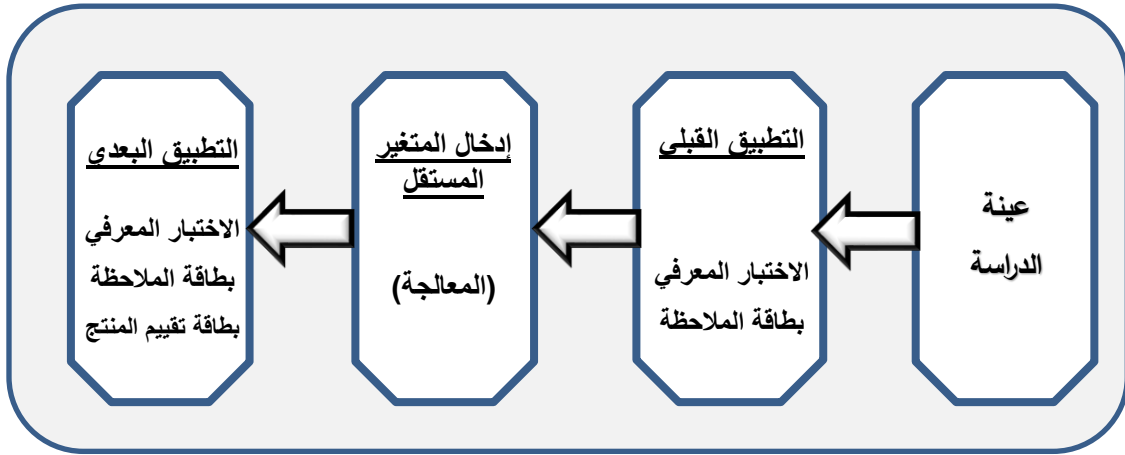 عينة
الدراسة
التطبيق القبلي
الاختبار المعرفي
بطاقة الملاحظة
إدخال المتغير
المستقل
(المعالجة)
التطبيق البعدي
الاختبار المعرفي
بطاقة الملاحظة
بطاقة تقييم المنتج